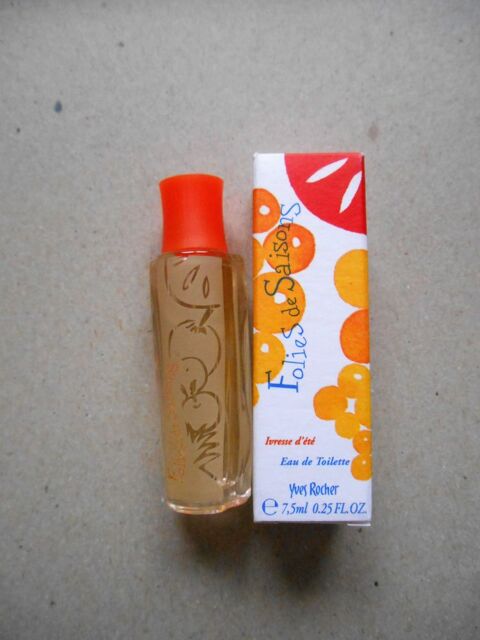 Folies de Saisons
Ivresse d'été
Eau de Toilette
Yves Rocher
℮ 7,5ml 0.25 FL.OZ.